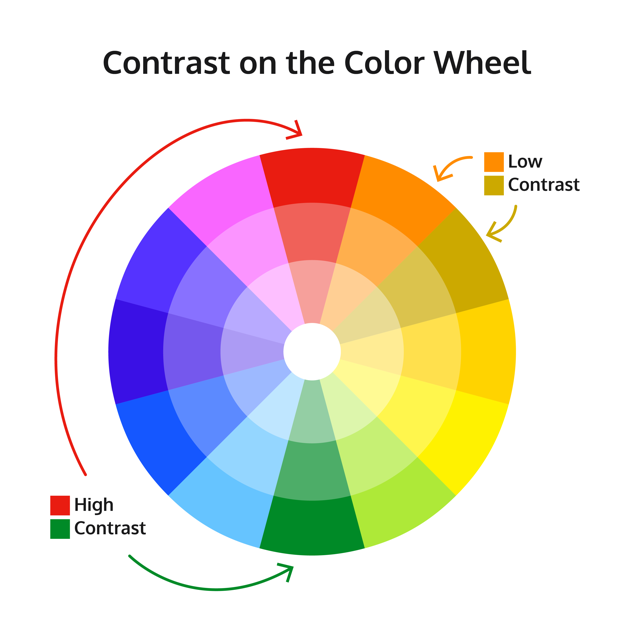 Contrast on the Color Wheel
Low
Contrast
High
Contrast